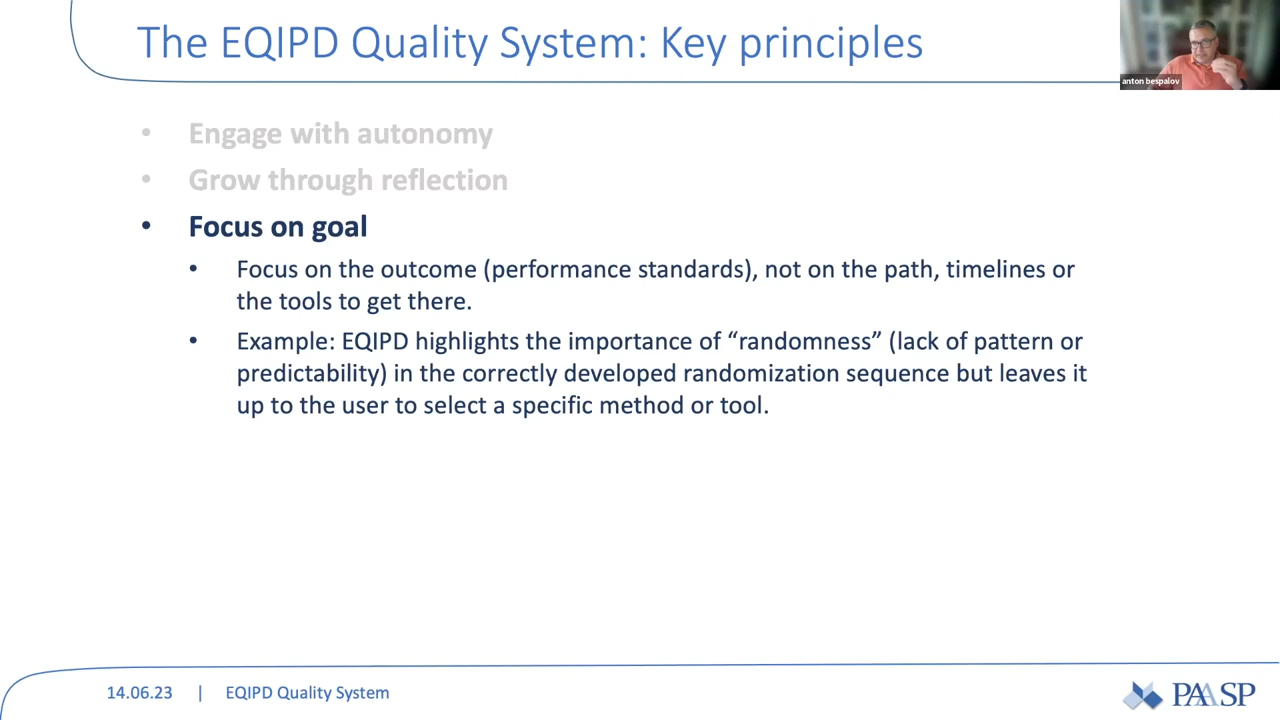 The EQIPD Quality System: Key principles
anton bespalov
• Engage with autonomy
• Grow through reflection
• Focus on goal
• Focus on the outcome (performance standards), not on the path, timelines or
the tools to get there.
• Example: EQIPD highlights the importance of “randomness” (lack of pattern or
predictability) in the correctly developed randomization sequence but leaves it
up to the user to select a specific method or tool.
14.06.23 | EQIPD Quality System
PAASP